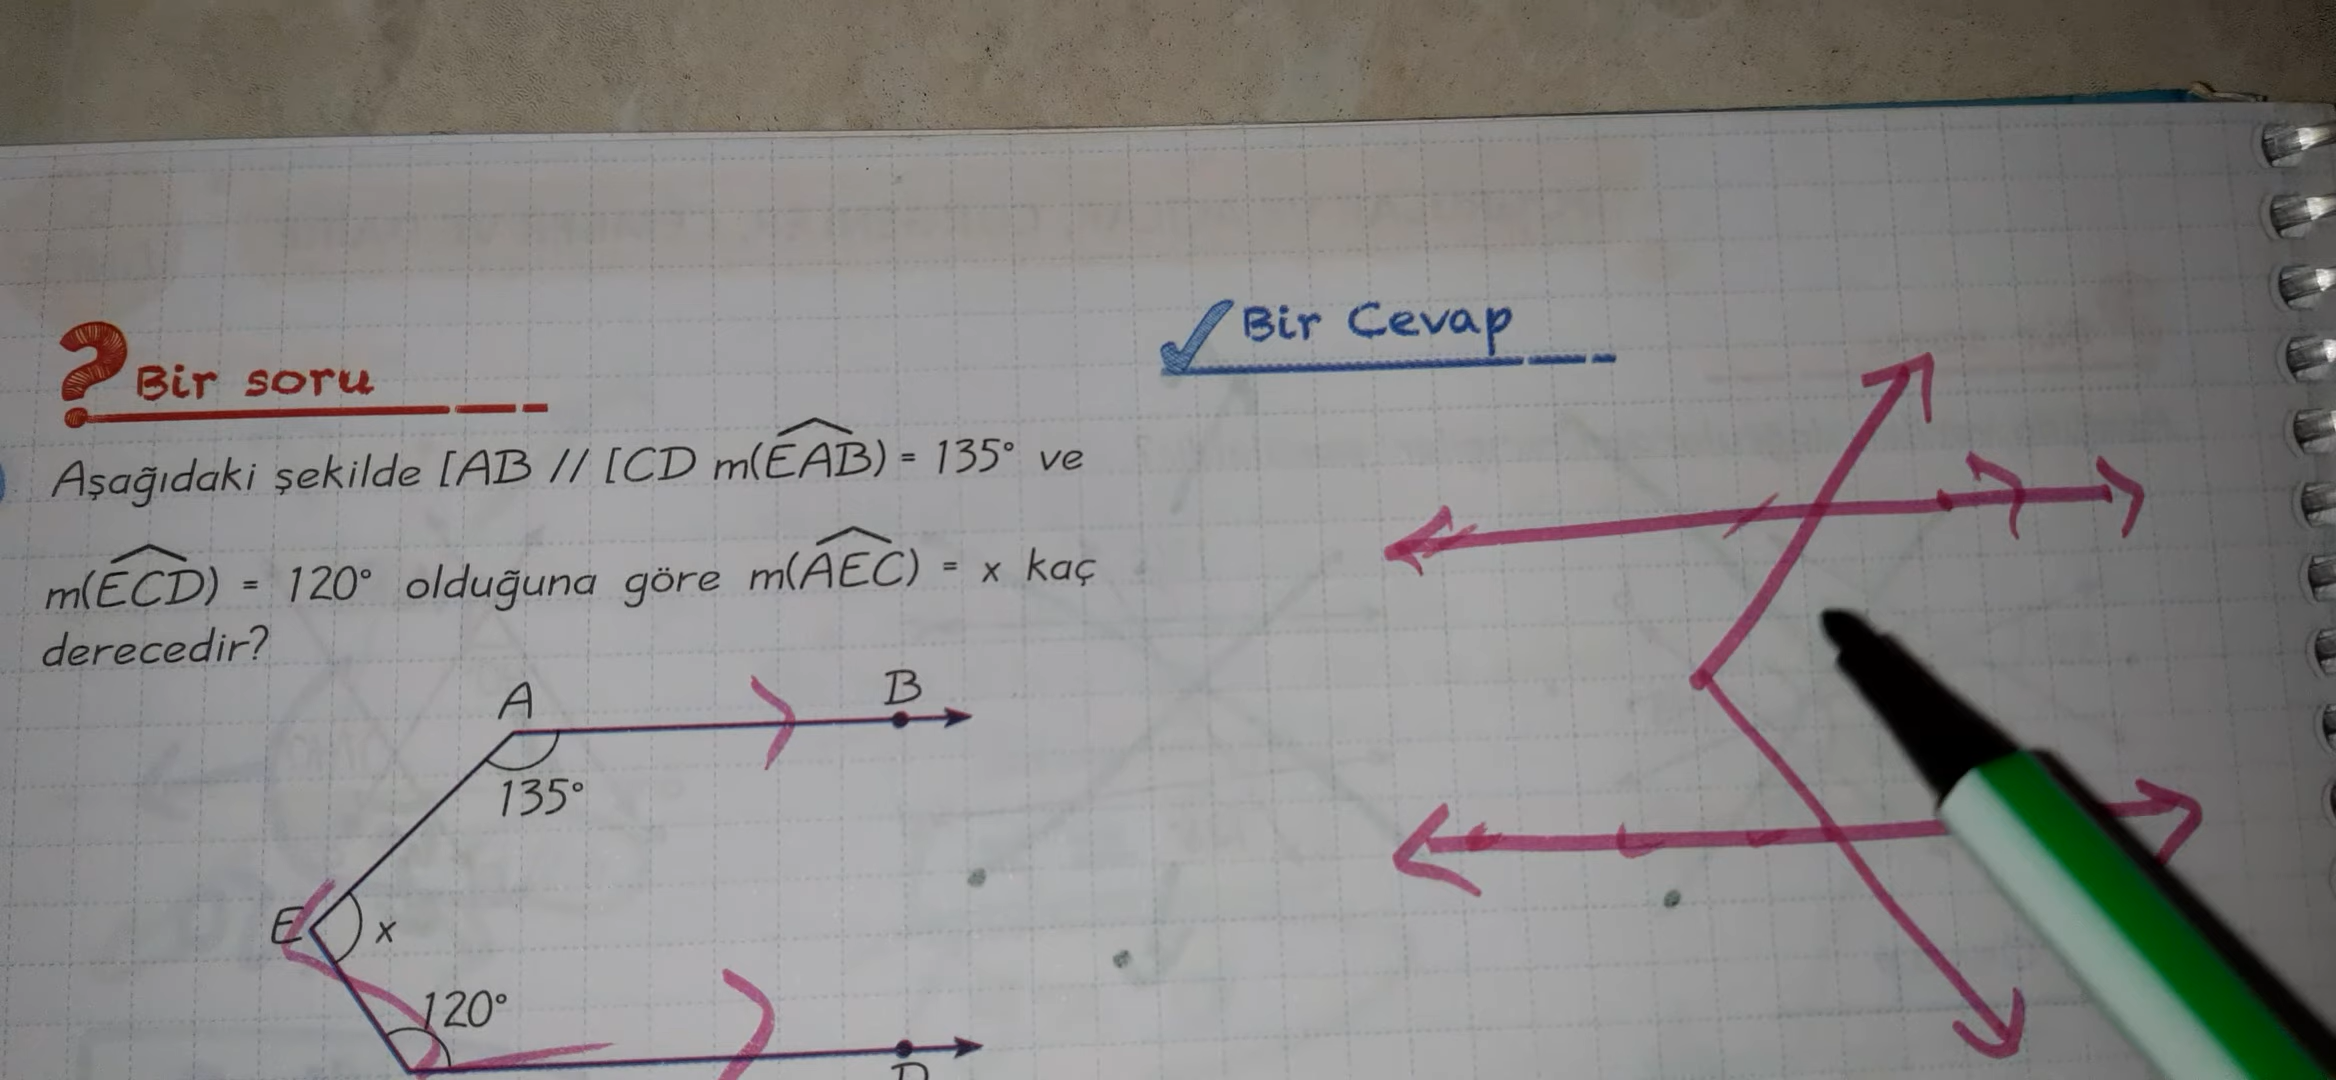 Bir Cevap
Bir soru
Aşağıdaki şekilde [AB // [CD m(EAB) = 135° ve
m(ECD) = 120° olduğuna göre m(AEC) = x kaç
derecedir?
A
B
135°
E
x
120°
D